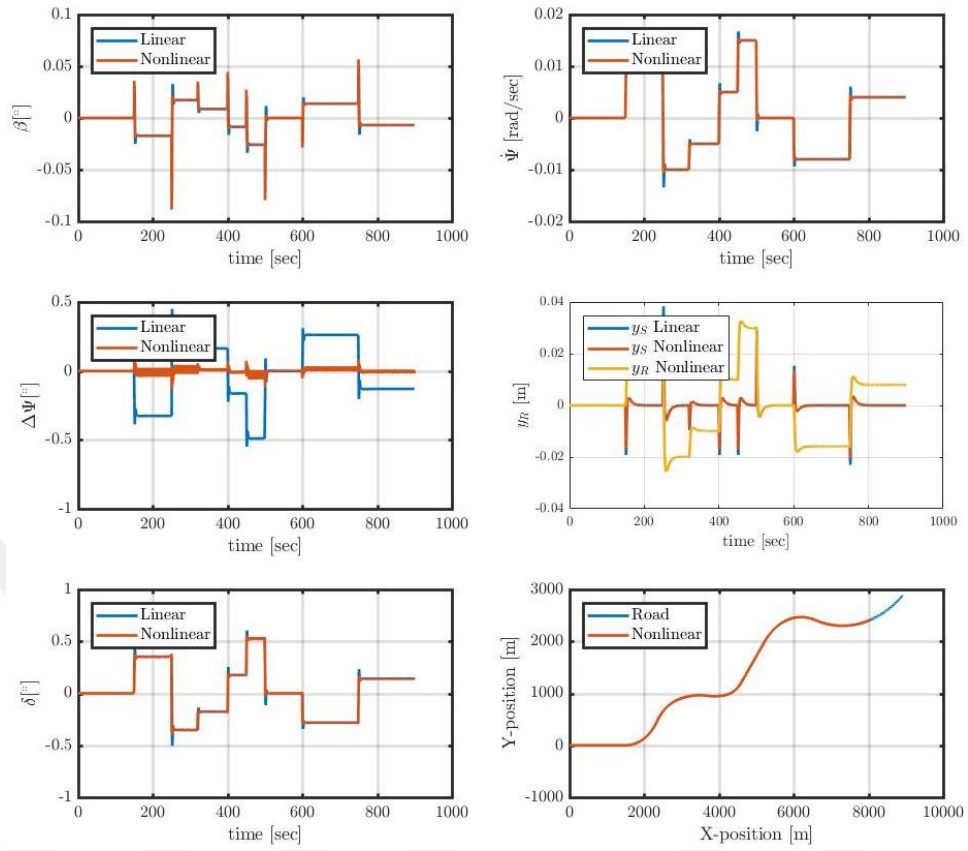 0.1
0.05
0
-0.05
-0.1
β[°]
Linear
Nonlinear
0 200 400 600 800 1000
time [sec]
0.02
0.01
0
-0.01
-0.02
Ψ̇ [rad/sec]
Linear
Nonlinear
0 200 400 600 800 1000
time [sec]
0.5
0
-0.5
-1
ΔΨ[°]
Linear
Nonlinear
0 200 400 600 800 1000
time [sec]
0.04
0.02
0
-0.02
-0.04
y_R [m]
y_S Linear
y_S Nonlinear
y_R Nonlinear
0 200 400 600 800 1000
time [sec]
1
0.5
0
-0.5
-1
δ[°]
Linear
Nonlinear
0 200 400 600 800 1000
time [sec]
3000
2000
1000
0
-1000
Y-position [m]
Road
Nonlinear
0 2000 4000 6000 8000 10000
X-position [m]